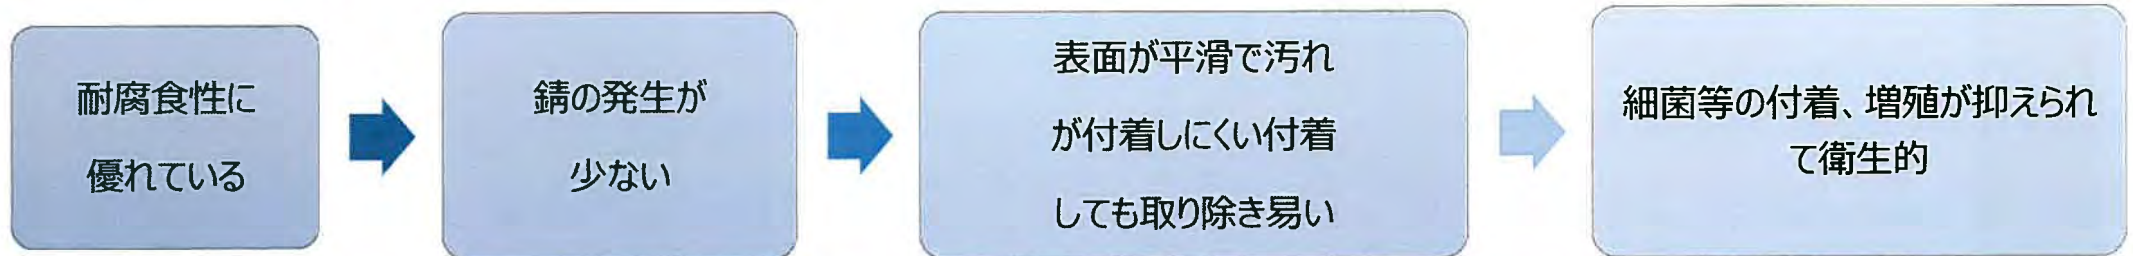 耐腐食性に
優れている
錆の発生が
少ない
表面が平滑で汚れ
が付着しにくい付着
しても取り除き易い
細菌等の付着、増殖が抑えられ
て衛生的